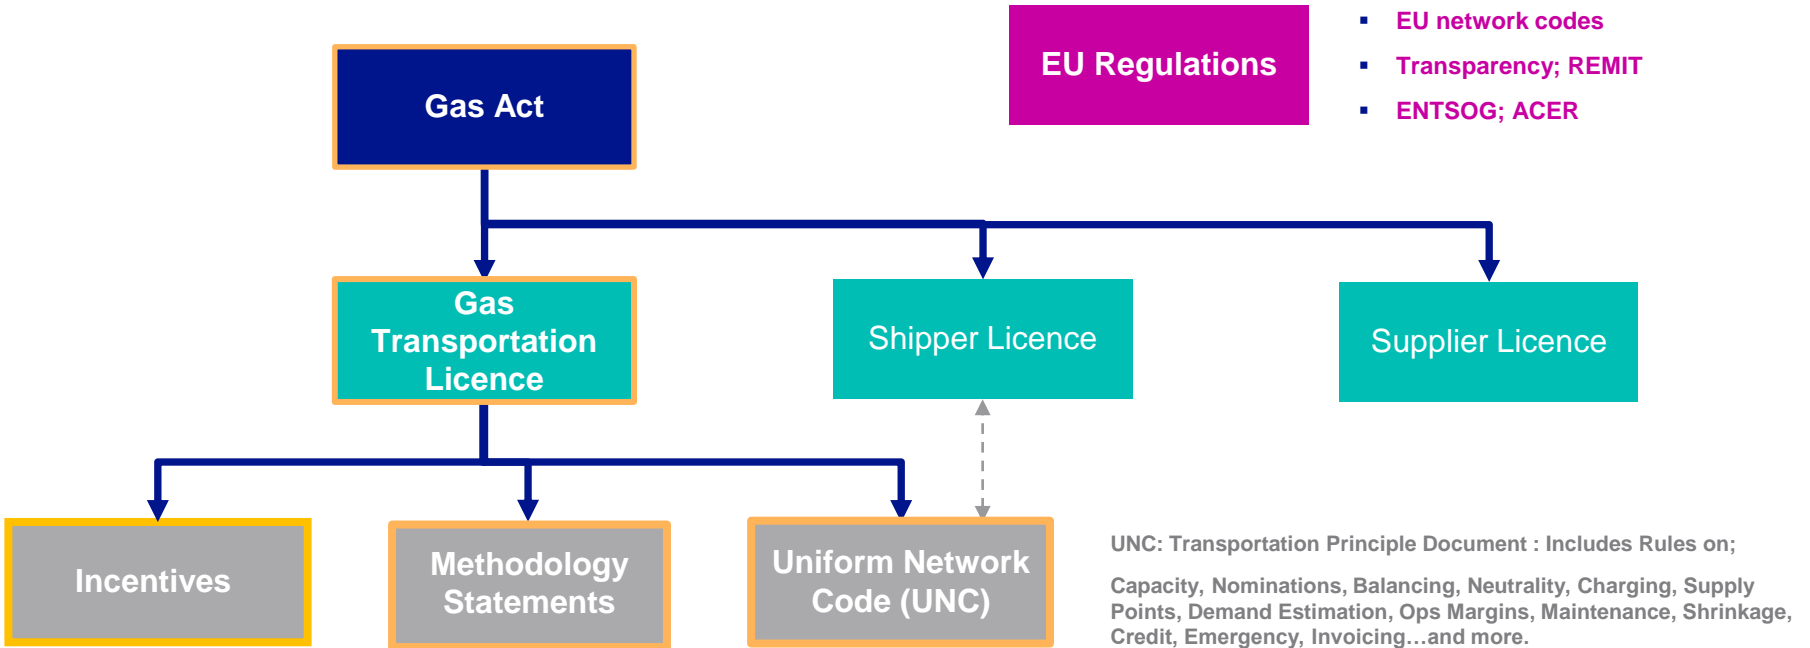 EU Regulations
▪ EU network codes
▪ Transparency; REMIT
▪ ENTSOG; ACER
Gas Act
Gas
Transportation
Licence
Shipper Licence
Supplier Licence
Incentives
Methodology
Statements
Uniform Network
Code (UNC)
UNC: Transportation Principle Document : Includes Rules on;
Capacity, Nominations, Balancing, Neutrality, Charging, Supply
Points, Demand Estimation, Ops Margins, Maintenance, Shrinkage,
Credit, Emergency, Invoicing…and more.